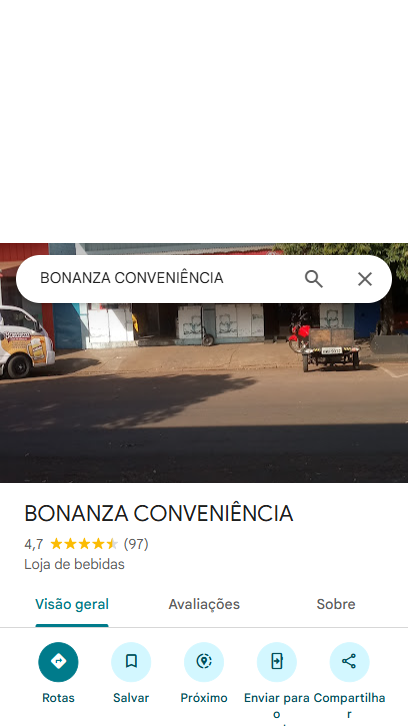 BONANZA CONVENIÊNCIA
BONANZA CONVENIÊNCIA
4,7 (97)
Loja de bebidas
Visão geral Avaliações Sobre
Rotas Salvar Próximo Enviar para Compartilha
o r